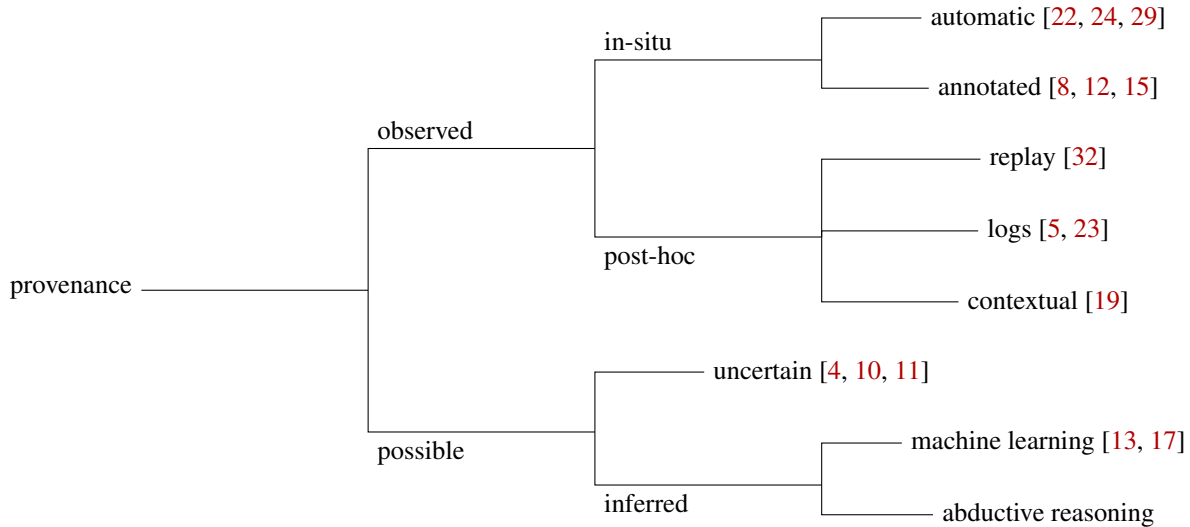 automatic [22, 24, 29]
in-situ
annotated [8, 12, 15]
observed
replay [32]
logs [5, 23]
post-hoc
provenance
contextual [19]
uncertain [4, 10, 11]
possible
machine learning [13, 17]
inferred
abductive reasoning